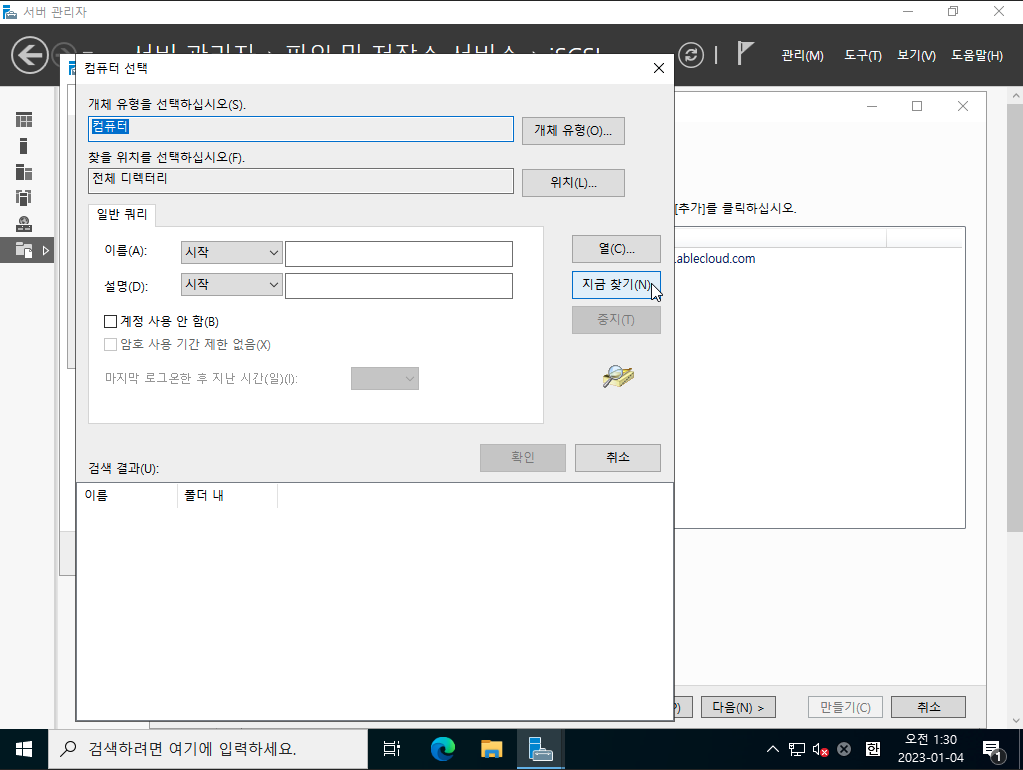 서버 관리자
서버 관리자 › 파일 및 저장소 서비스 › iSCSI
관리(M) 도구(T) 보기(V) 도움말(H)
컴퓨터 선택
개체 유형을 선택하십시오(S).
컴퓨터
개체 유형(O)...
찾을 위치를 선택하십시오(F).
전체 디렉터리
위치(L)...
[추가]를 클릭하십시오.
.ablecloud.com
일반 쿼리
이름(A): 시작
열(C)...
설명(D): 시작
지금 찾기(N)
계정 사용 안 함(B)
중지(T)
암호 사용 기간 제한 없음(X)
마지막 로그온한 후 지난 시간(일)(I):
확인 취소
검색 결과(U):
이름 폴더 내
다음(N) > 만들기(C) 취소
검색하려면 여기에 입력하세요.
한
오전 1:30
2023-01-04
1